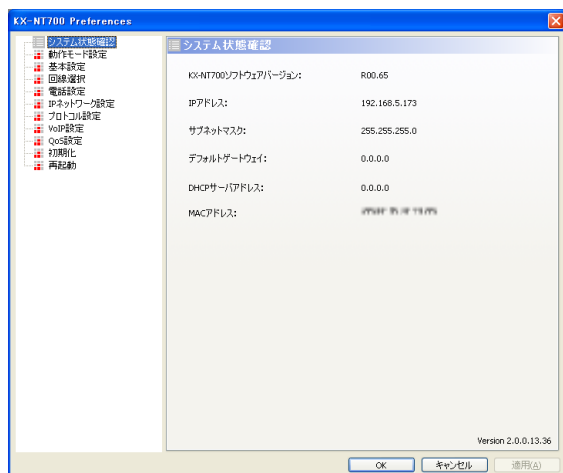 KX-NT700 Preferences
システム状態確認
動作モード設定
基本設定
回線選択
電話設定
IPネットワーク設定
プロトコル設定
VoIP設定
QoS設定
初期化
再起動
システム状態確認
KX-NT700ソフトウェアバージョン: R00.65
IPアドレス: 192.168.5.173
サブネットマスク: 255.255.255.0
デフォルトゲートウェイ: 0.0.0.0
DHCPサーバアドレス: 0.0.0.0
MACアドレス:
Version 2.0.0.13.36
OK キャンセル 適用(A)